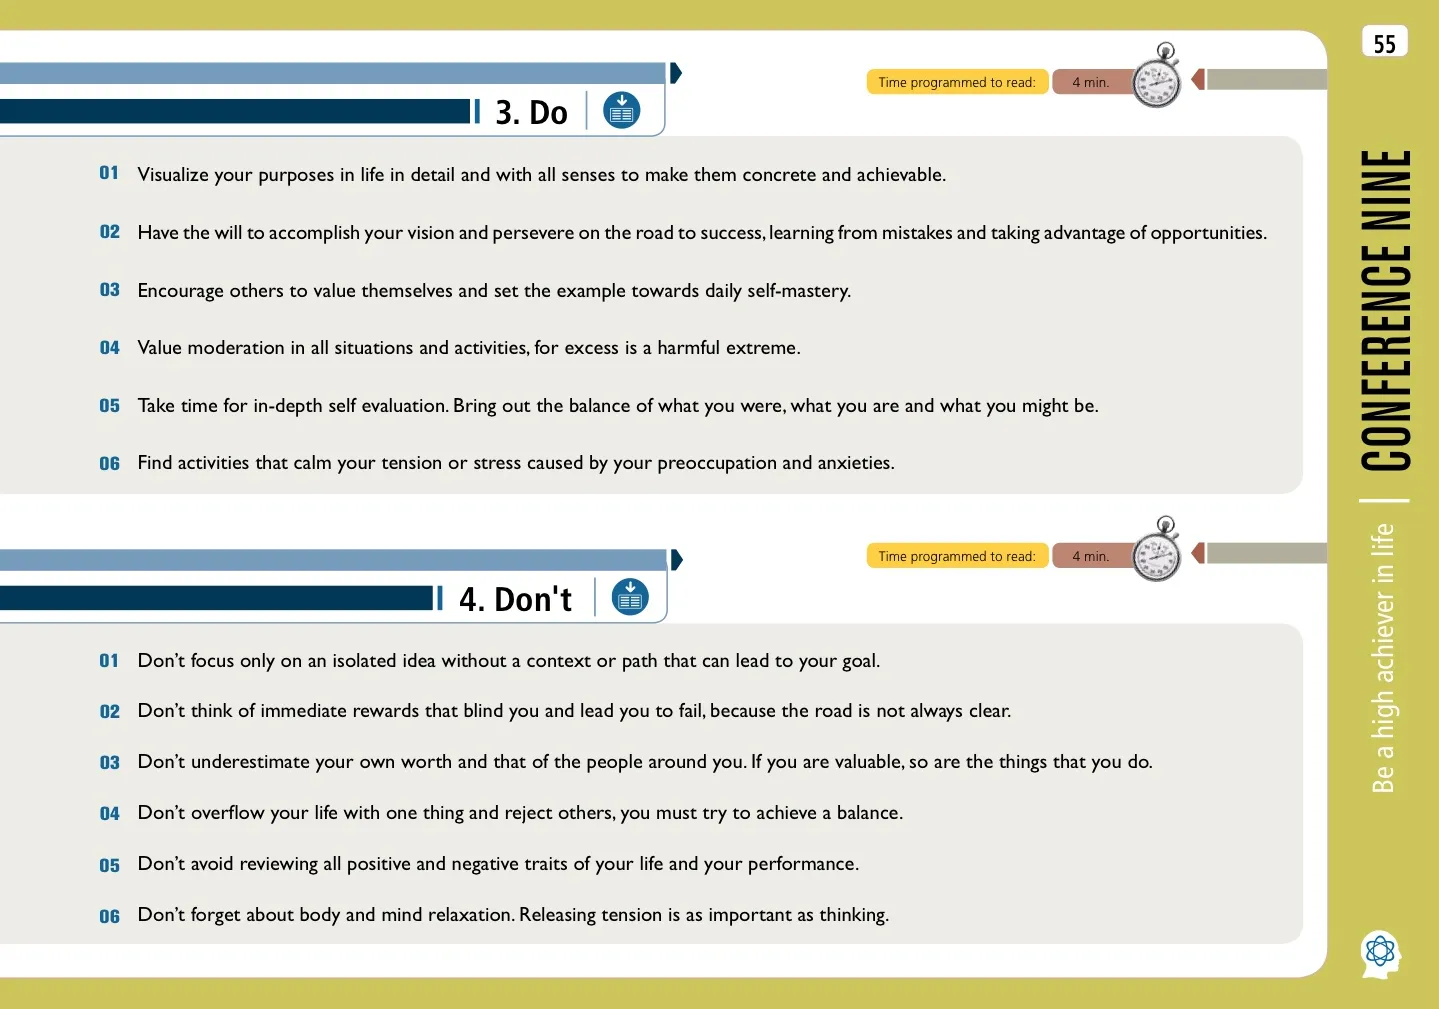 55
Time programmed to read: 4 min.
3. Do
01 Visualize your purposes in life in detail and with all senses to make them concrete and achievable.
02 Have the will to accomplish your vision and persevere on the road to success, learning from mistakes and taking advantage of opportunities.
03 Encourage others to value themselves and set the example towards daily self-mastery.
04 Value moderation in all situations and activities, for excess is a harmful extreme.
05 Take time for in-depth self evaluation. Bring out the balance of what you were, what you are and what you might be.
06 Find activities that calm your tension or stress caused by your preoccupation and anxieties.
Time programmed to read: 4 min.
4. Don't
01 Don’t focus only on an isolated idea without a context or path that can lead to your goal.
02 Don’t think of immediate rewards that blind you and lead you to fail, because the road is not always clear.
03 Don’t underestimate your own worth and that of the people around you. If you are valuable, so are the things that you do.
04 Don’t overflow your life with one thing and reject others, you must try to achieve a balance.
05 Don’t avoid reviewing all positive and negative traits of your life and your performance.
06 Don’t forget about body and mind relaxation. Releasing tension is as important as thinking.
Be a high achiever in life | CONFERENCE NINE